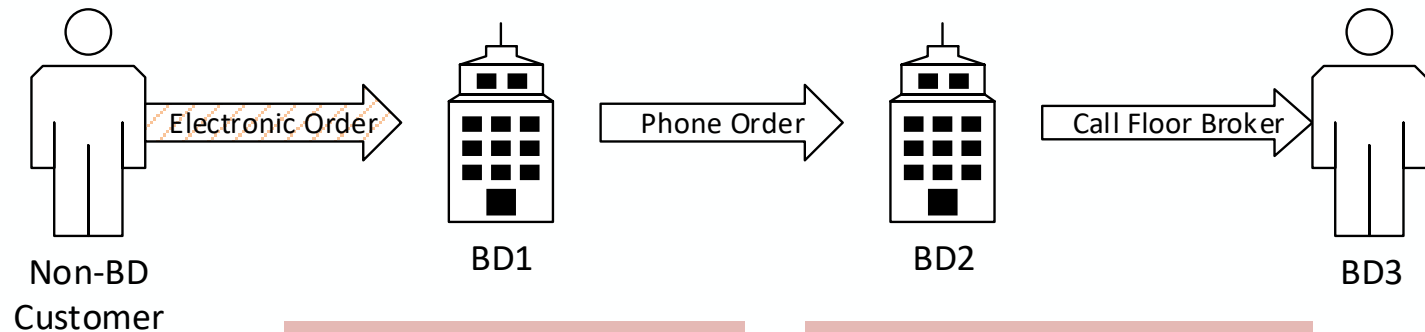 Electronic Order
Phone Order
Call Floor Broker
Non-BD
Customer
BD1
BD2
BD3